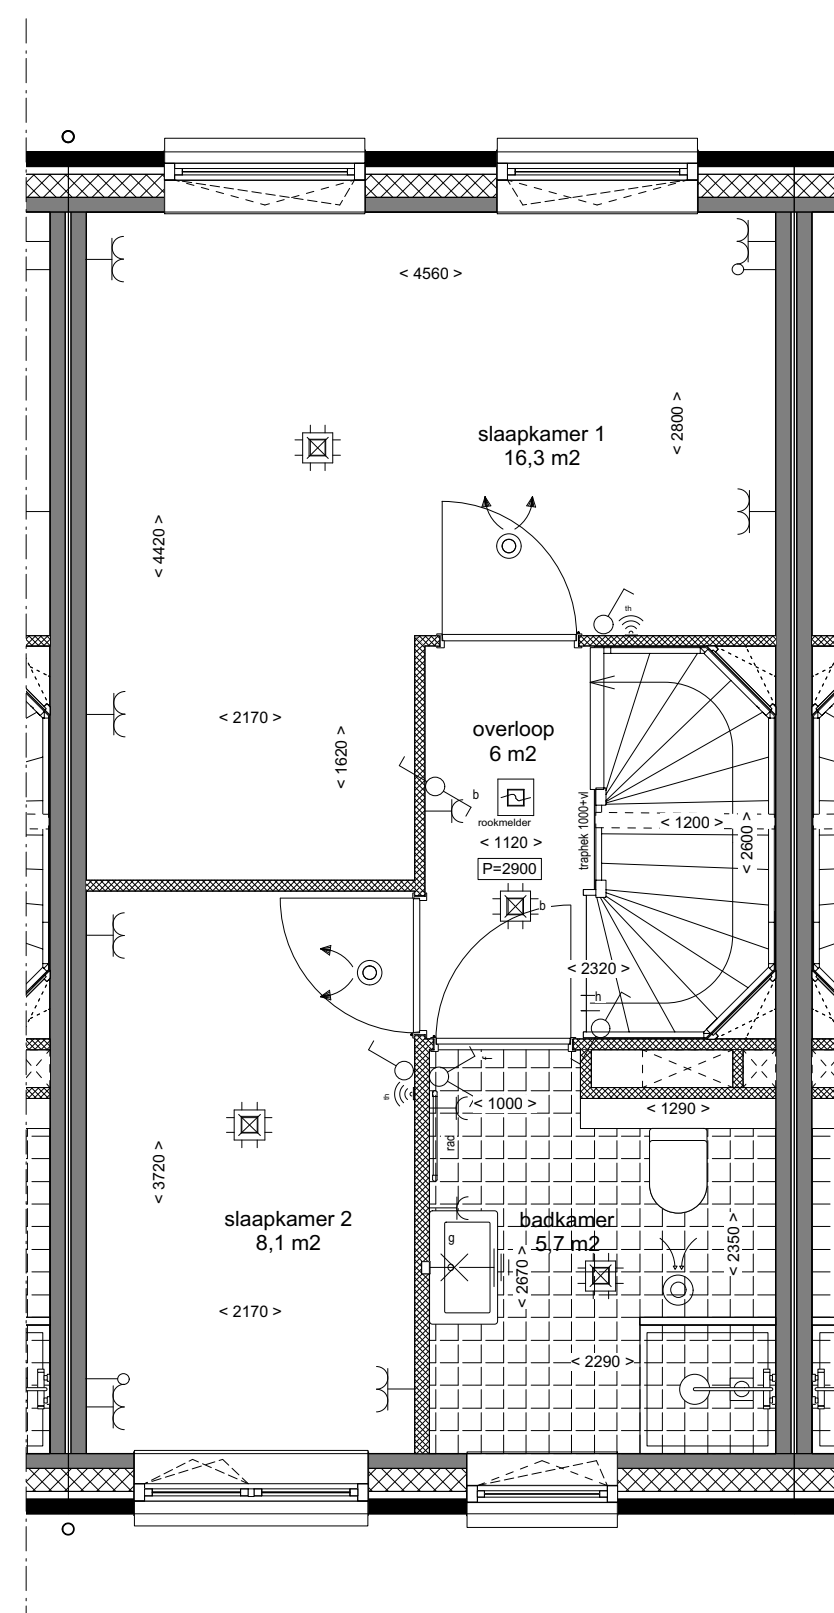 < 4560 >
< 2800 >
slaapkamer 1
16,3 m2
< 4420 >
th
< 2170 >
< 1620 >
overloop
6 m2
b
rookmelder
< 1120 >
P=2900
traphek 1000+vl
< 1200 >
< 2600 >
b
< 2320 >
h
f
th
< 1000 >
< 1290 >
rad
< 3720 >
slaapkamer 2
8,1 m2
badkamer
5,7 m2
g
< 2670 >
< 2350 >
< 2170 >
< 2290 >